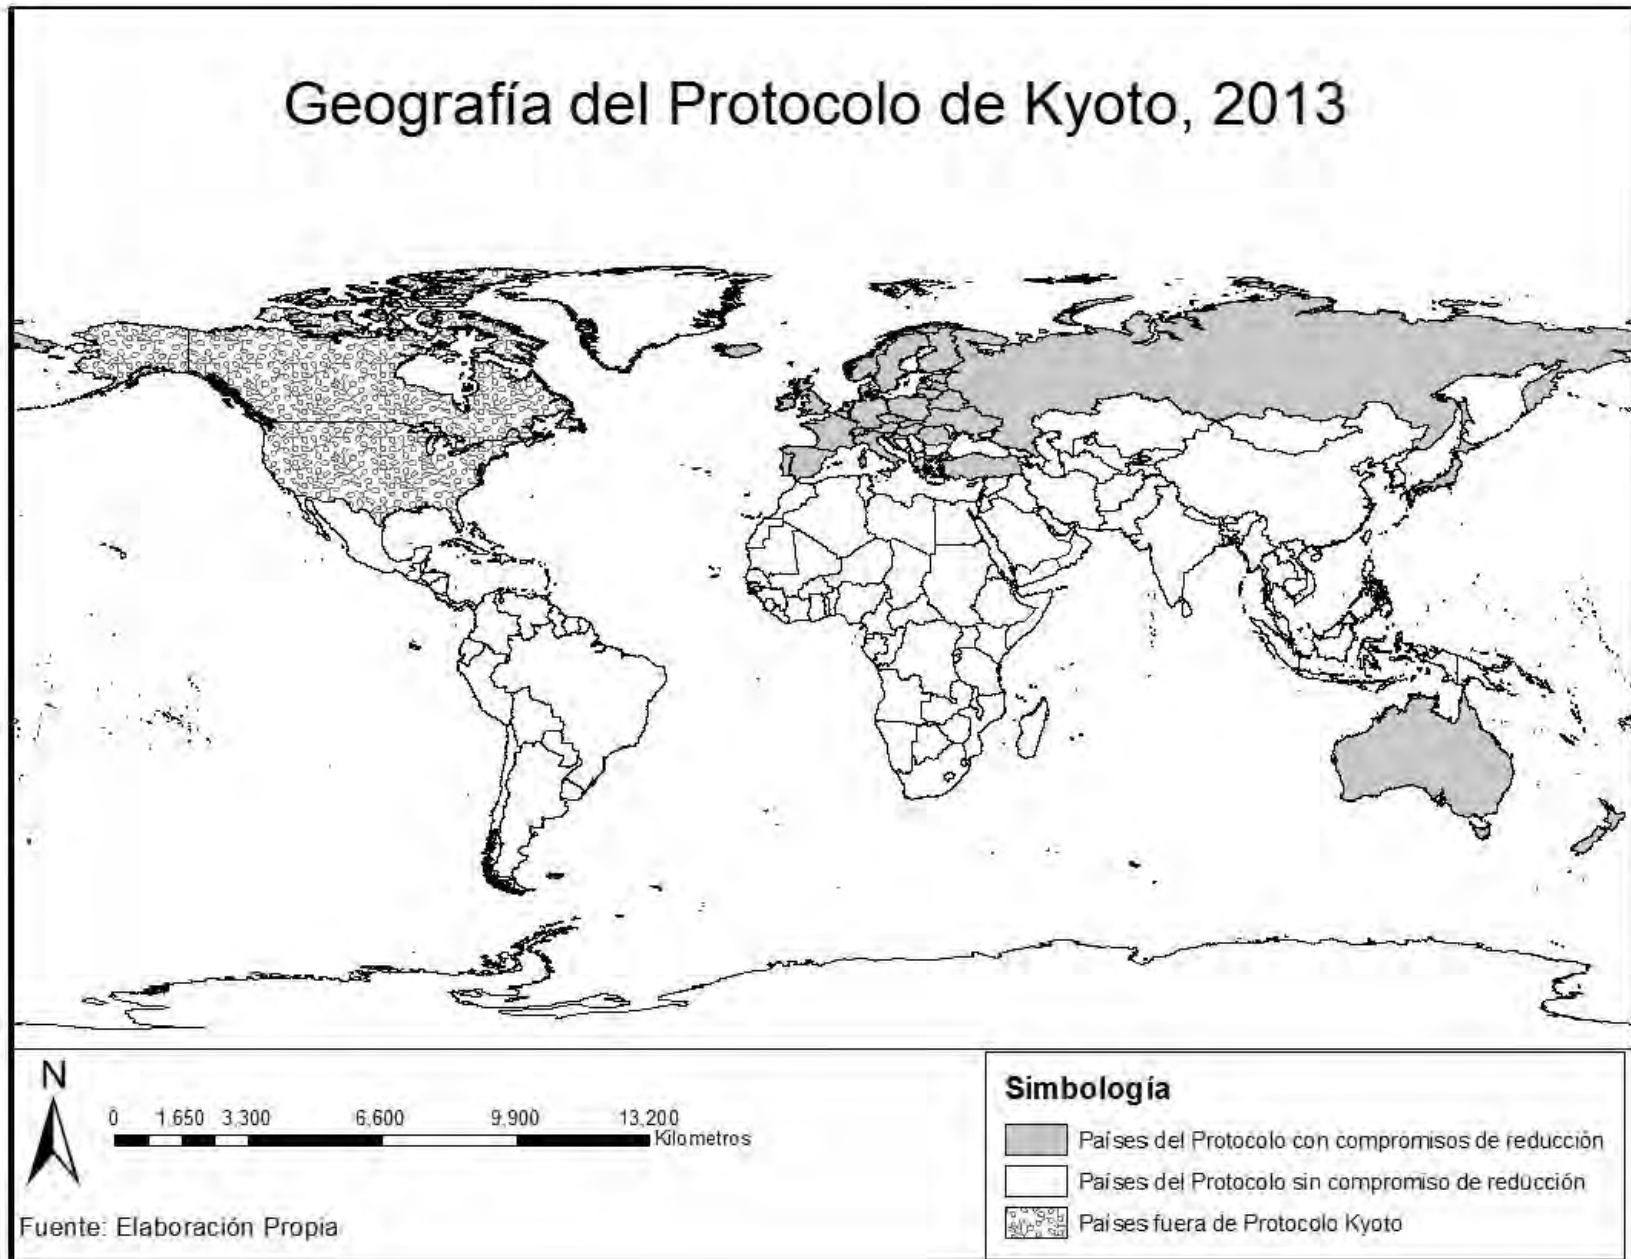 Geografía del Protocolo de Kyoto, 2013
N
0 1,650 3,300 6,600 9,900 13,200
Kilometros
Fuente: Elaboración Propia
Simbología
Países del Protocolo con compromisos de reducción
Países del Protocolo sin compromiso de reducción
Países fuera de Protocolo Kyoto